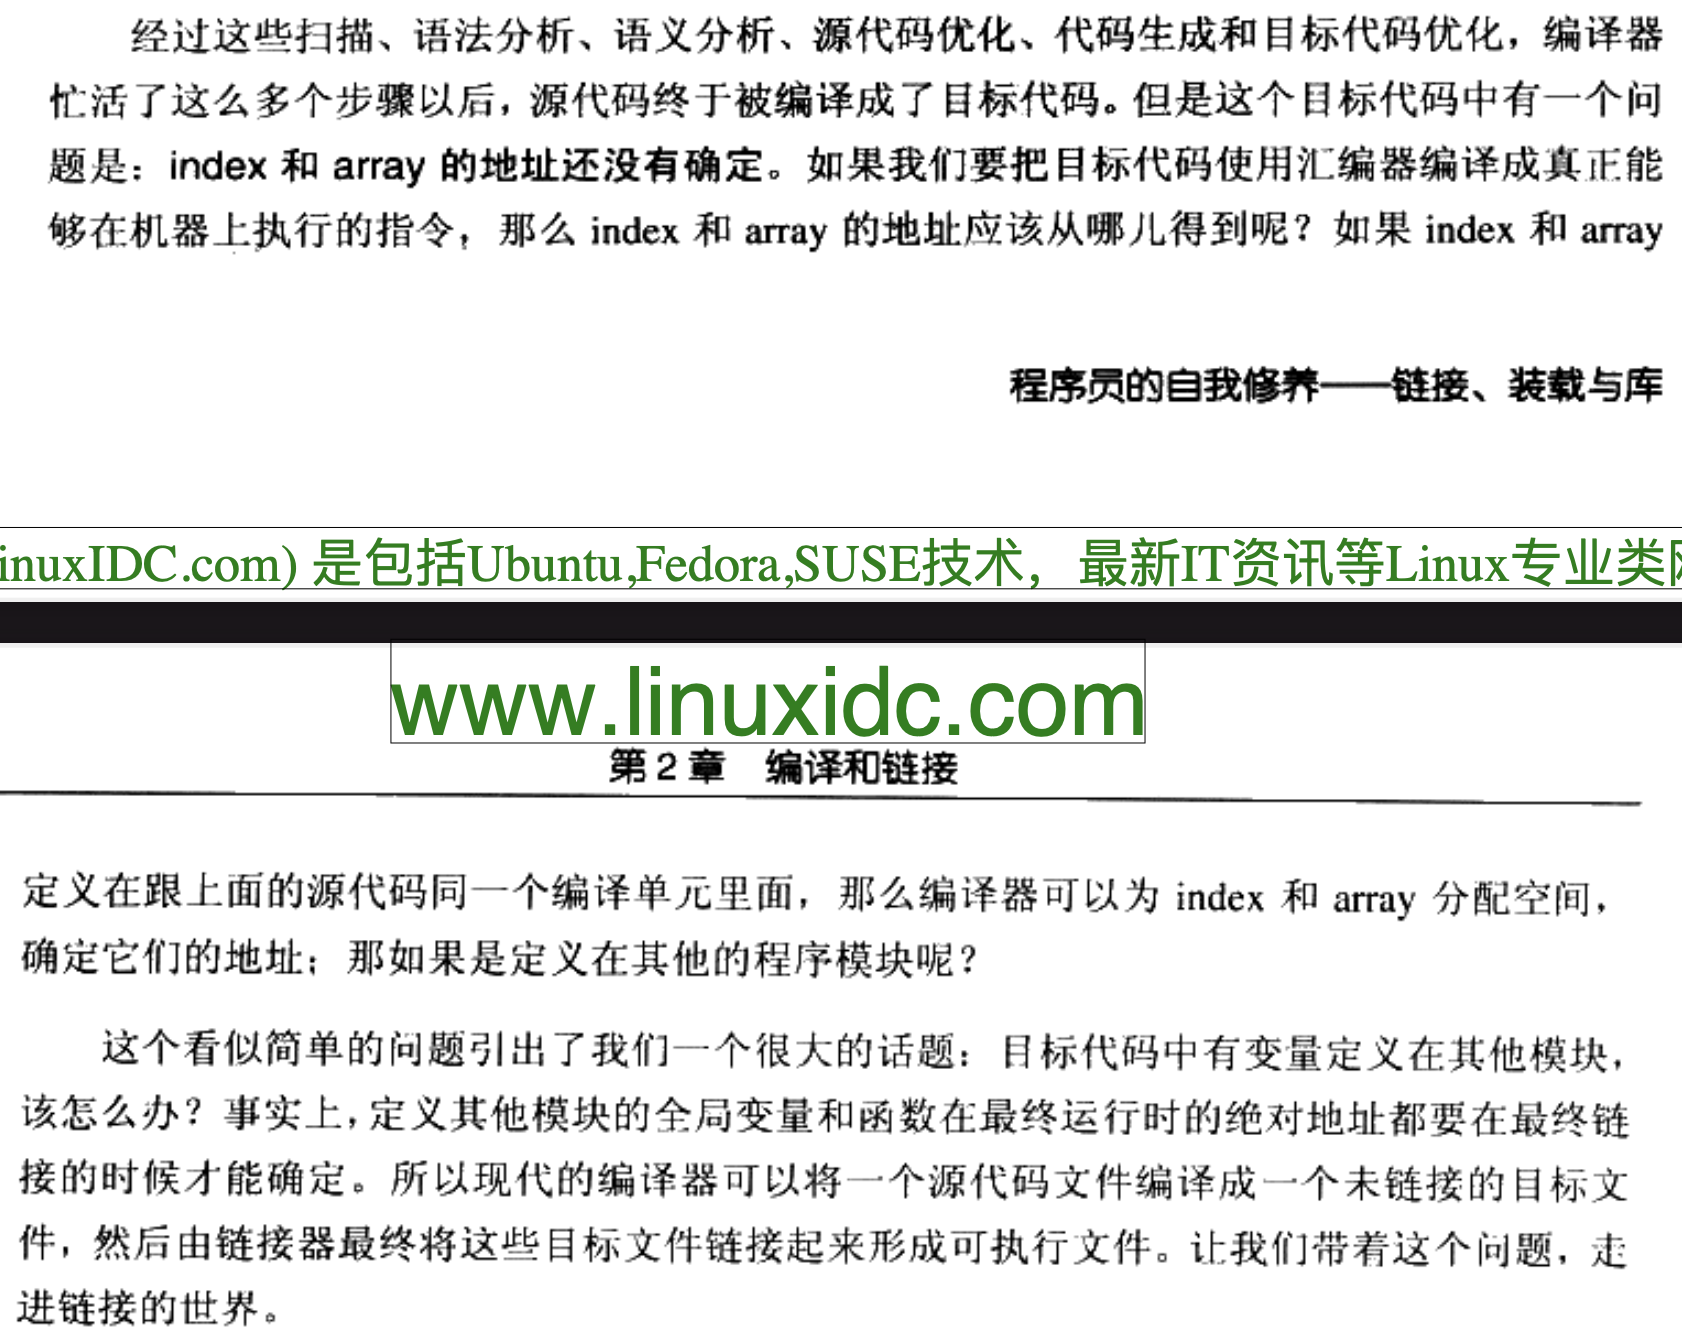 经过这些扫描、语法分析、语义分析、源代码优化、代码生成和目标代码优化，编译器
忙活了这么多个步骤以后，源代码终于被编译成了目标代码。但是这个目标代码中有一个问
题是：index 和 array 的地址还没有确定。如果我们要把目标代码使用汇编器编译成真正能
够在机器上执行的指令，那么 index 和 array 的地址应该从哪儿得到呢？如果 index 和 array
程序员的自我修养——链接、装载与库
inuxIDC.com) 是包括Ubuntu,Fedora,SUSE技术，最新IT资讯等Linux专业类
www.linuxidc.com
第 2 章 编译和链接
定义在跟上面的源代码同一个编译单元里面，那么编译器可以为 index 和 array 分配空间，
确定它们的地址；那如果是定义在其他的程序模块呢？
这个看似简单的问题引出了我们一个很大的话题：目标代码中有变量定义在其他模块，
该怎么办？事实上，定义其他模块的全局变量和函数在最终运行时的绝对地址都要在最终链
接的时候才能确定。所以现代的编译器可以将一个源代码文件编译成一个未链接的目标文
件，然后由链接器最终将这些目标文件链接起来形成可执行文件。让我们带着这个问题，走
进链接的世界。